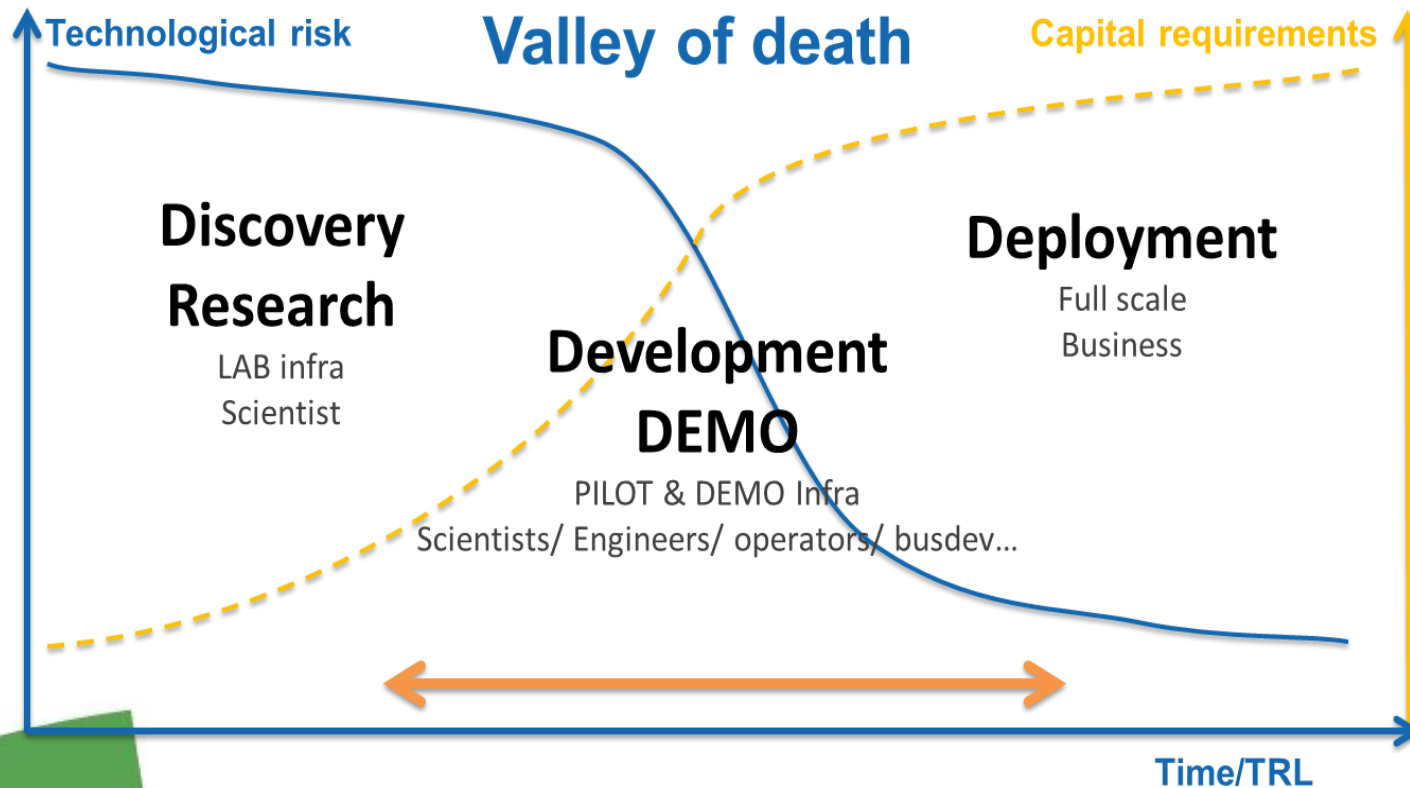 Technological risk
Valley of death
Capital requirements
Discovery
Research
LAB infra
Scientist
Development
DEMO
PILOT & DEMO Infra
Scientists/ Engineers/ operators/ busdev...
Deployment
Full scale
Business
Time/TRL